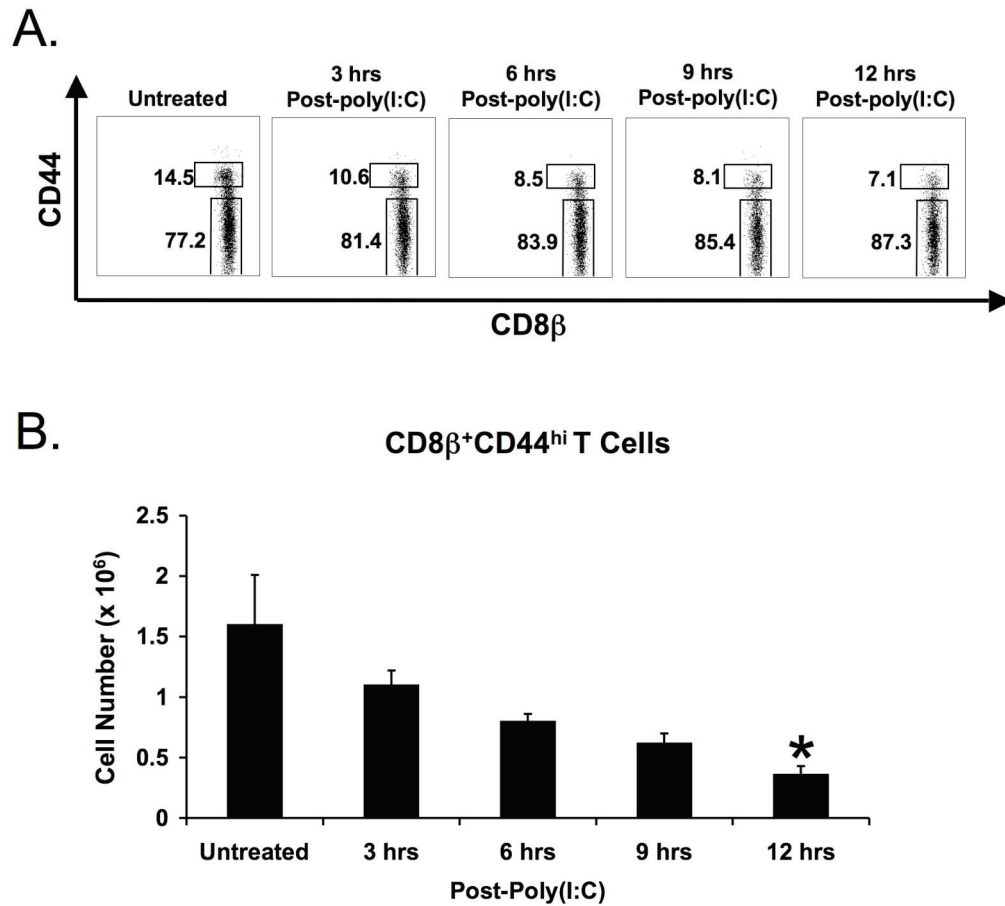 A.
Untreated
3 hrs
Post-poly(I:C)
6 hrs
Post-poly(I:C)
9 hrs
Post-poly(I:C)
12 hrs
Post-poly(I:C)
CD44
14.5
77.2
10.6
81.4
8.5
83.9
8.1
85.4
7.1
87.3
CD8β
B.
CD8β⁺CD44ʰⁱ T Cells
Cell Number (x 10⁶)
2.5
2
1.5
1
0.5
0
*
Untreated 3 hrs 6 hrs 9 hrs 12 hrs
Post-Poly(I:C)